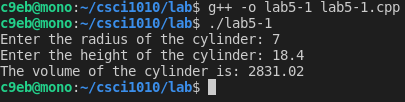 c9eb@mono:~/csci1010/lab$ g++ -o lab5-1 lab5-1.cpp
c9eb@mono:~/csci1010/lab$ ./lab5-1
Enter the radius of the cylinder: 7
Enter the height of the cylinder: 18.4
The volume of the cylinder is: 2831.02
c9eb@mono:~/csci1010/lab$